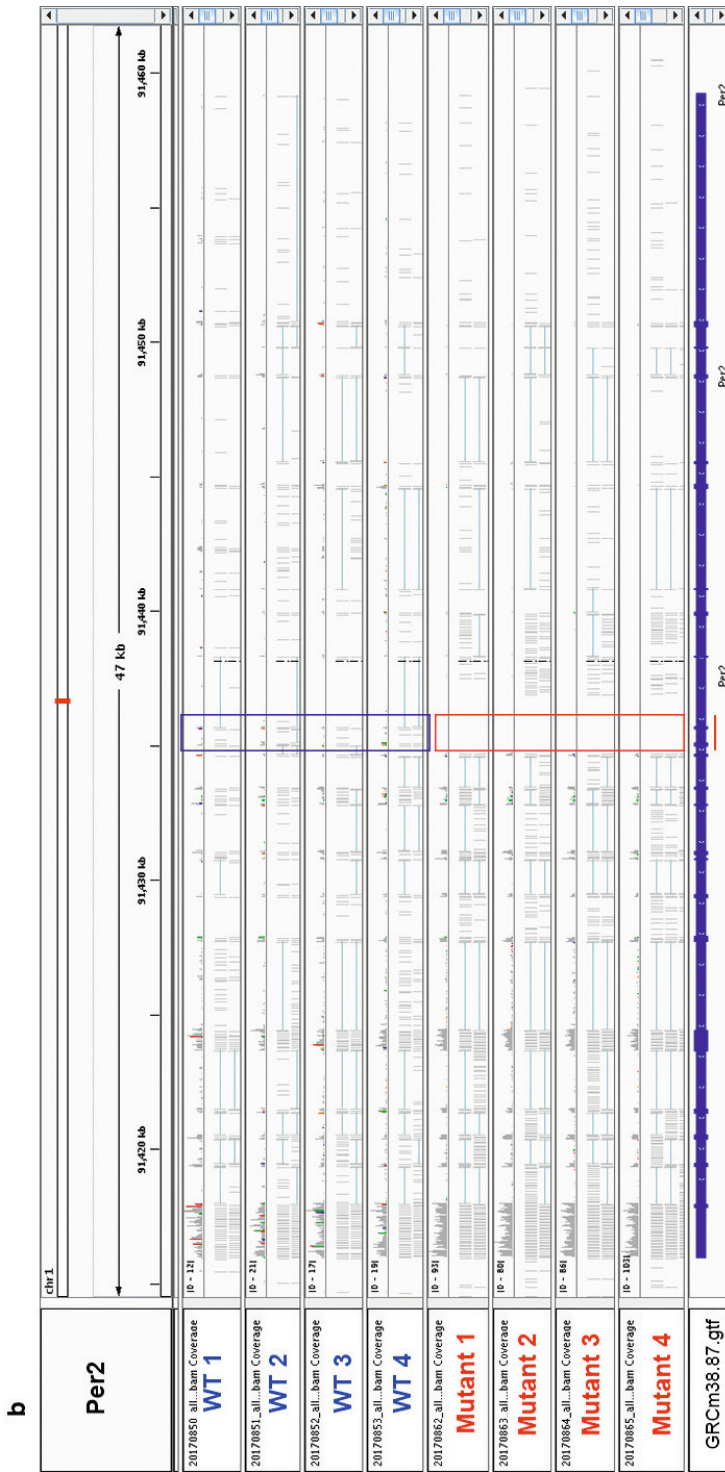 b
Per2
chr1
47 kb
91,420 kb
91,430 kb
91,440 kb
91,450 kb
91,460 kb
20170850_all...bam Coverage
WT 1
[0 - 12]
20170851_all...bam Coverage
WT 2
[0 - 21]
20170852_all...bam Coverage
WT 3
[0 - 17]
20170853_all...bam Coverage
WT 4
[0 - 19]
20170862_all...bam Coverage
Mutant 1
[0 - 93]
20170863_all...bam Coverage
Mutant 2
[0 - 80]
20170864_all...bam Coverage
Mutant 3
[0 - 86]
20170865_all...bam Coverage
Mutant 4
[0 - 103]
GRCm38.87.gtf
Per2
Per2
Per2